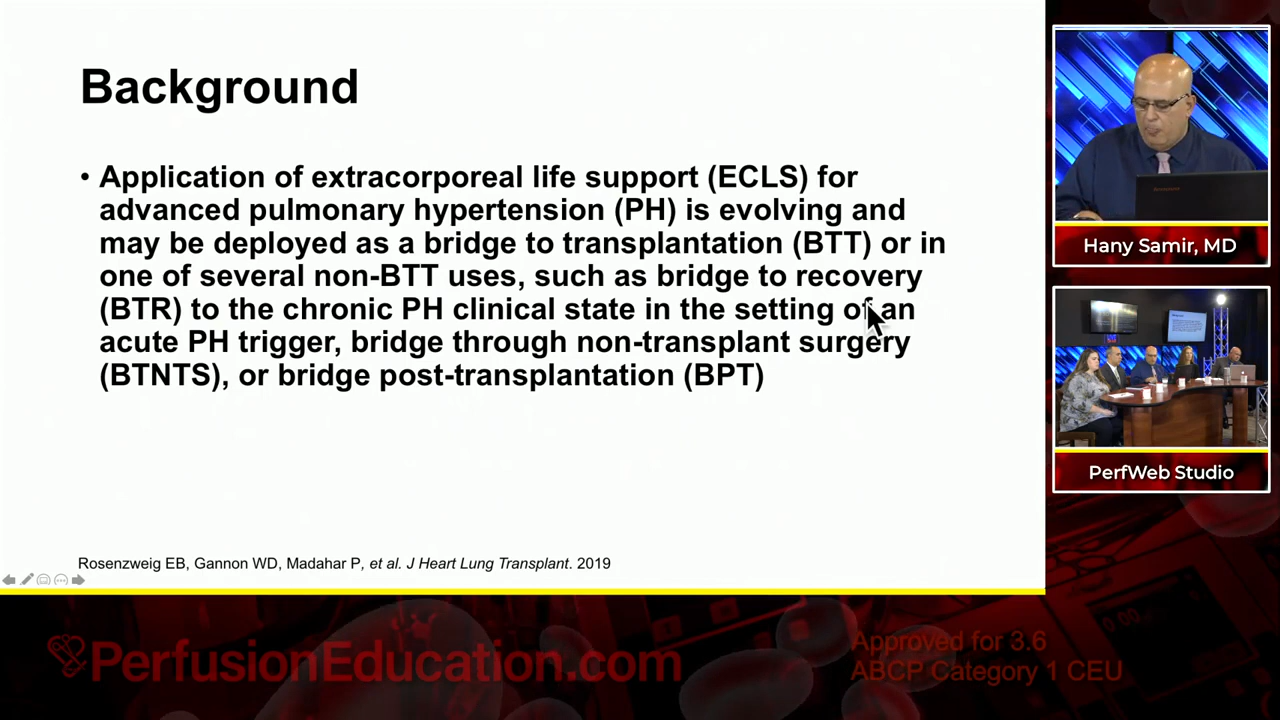 Background
• Application of extracorporeal life support (ECLS) for
advanced pulmonary hypertension (PH) is evolving and
may be deployed as a bridge to transplantation (BTT) or in
one of several non-BTT uses, such as bridge to recovery
(BTR) to the chronic PH clinical state in the setting of an
acute PH trigger, bridge through non-transplant surgery
(BTNTS), or bridge post-transplantation (BPT)
Rosenzweig EB, Gannon WD, Madahar P, et al. J Heart Lung Transplant. 2019
Hany Samir, MD
PerfWeb Studio
PerfusionEducation.com
Approved for 3.6
ABCP Category 1 CEU